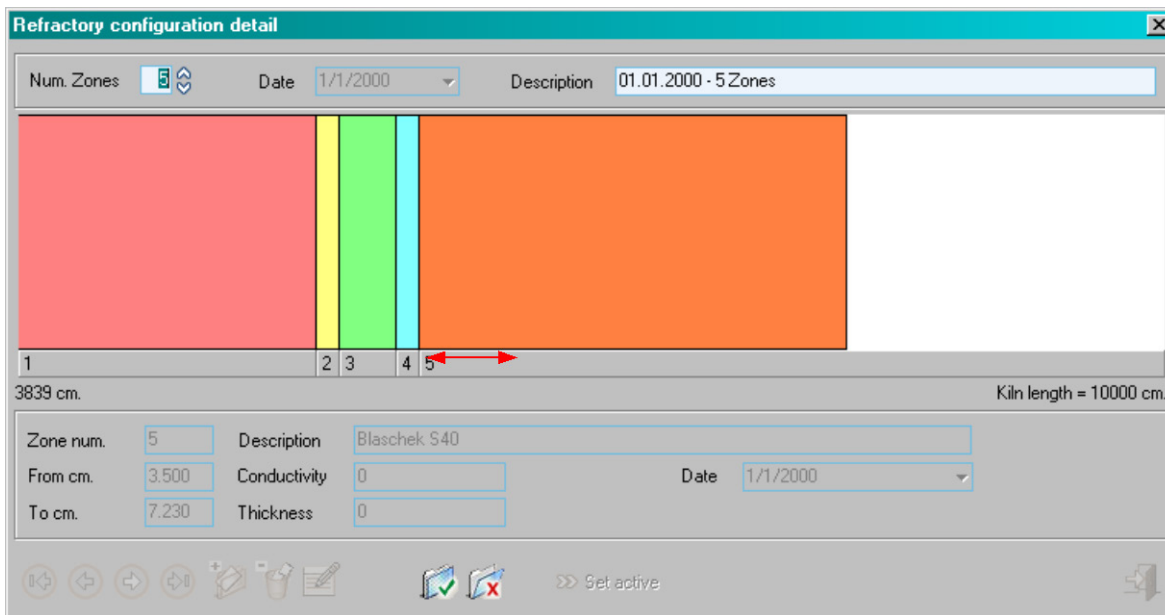 Refractory configuration detail
Num. Zones 5 Date 1/1/2000 Description 01.01.2000 - 5 Zones
1 2 3 4 5
3839 cm. Kiln length = 10000 cm.
Zone num. 5 Description Blaschek S40
From cm. 3.500 Conductivity 0 Date 1/1/2000
To cm. 7.230 Thickness 0
Set active